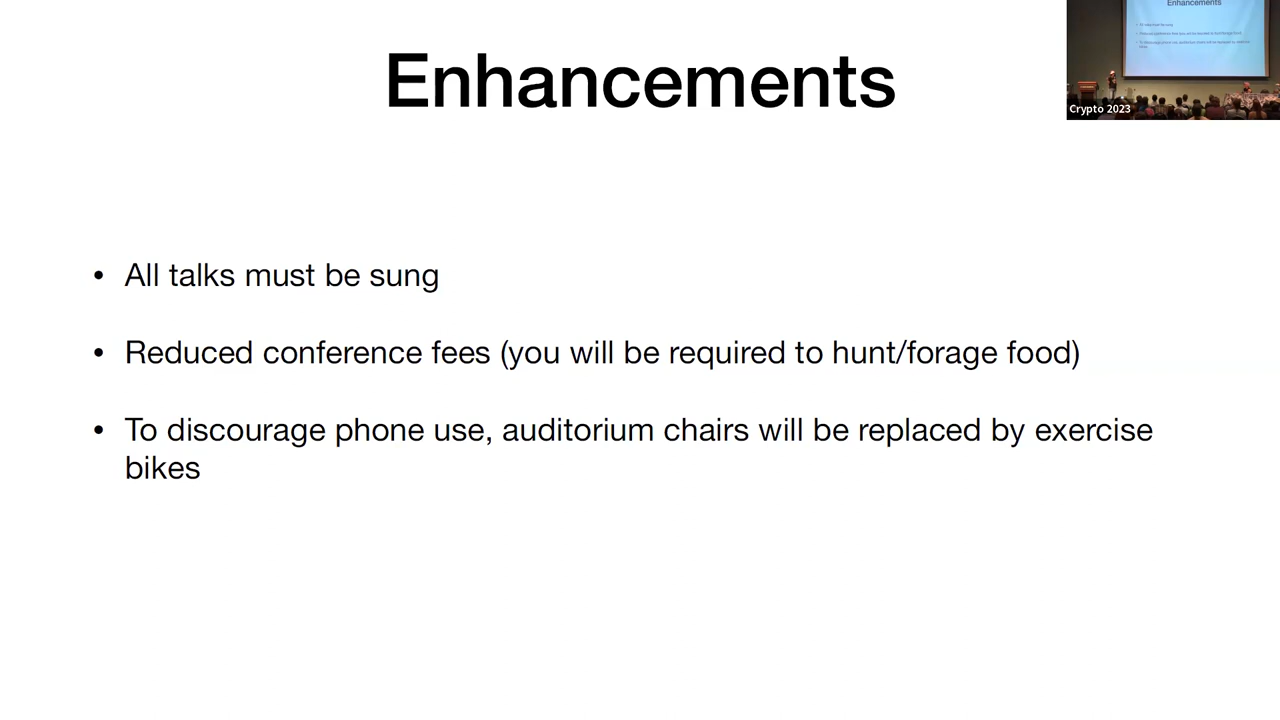 Enhancements
Enhancements
Crypto 2023
• All talks must be sung
• Reduced conference fees (you will be required to hunt/forage food)
• To discourage phone use, auditorium chairs will be replaced by exercise
bikes